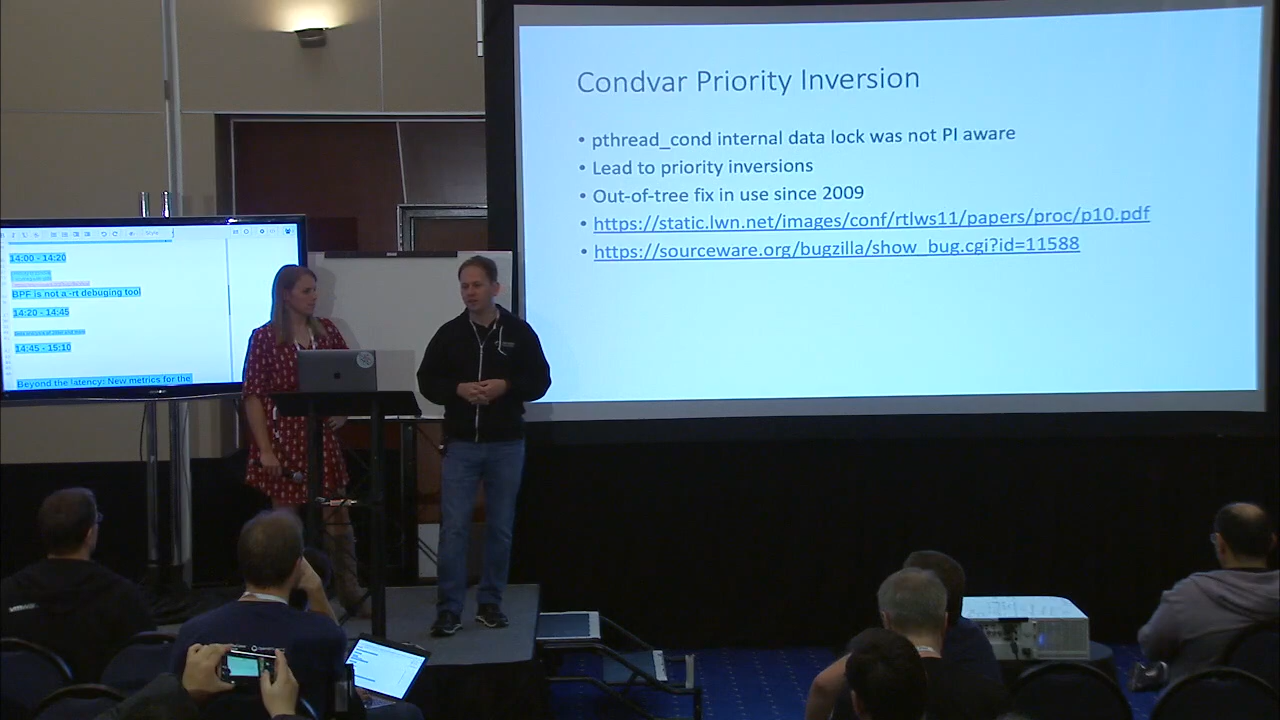 Condvar Priority Inversion
• pthread_cond internal data lock was not PI aware
• Lead to priority inversions
• Out-of-tree fix in use since 2009
• https://static.lwn.net/images/conf/rtlws11/papers/proc/p10.pdf
• https://sourceware.org/bugzilla/show_bug.cgi?id=11588
Style
14:00 - 14:20
BPF is not a -rt debuging tool
14:20 - 14:45
14:45 - 15:10
Beyond the latency: New metrics for the